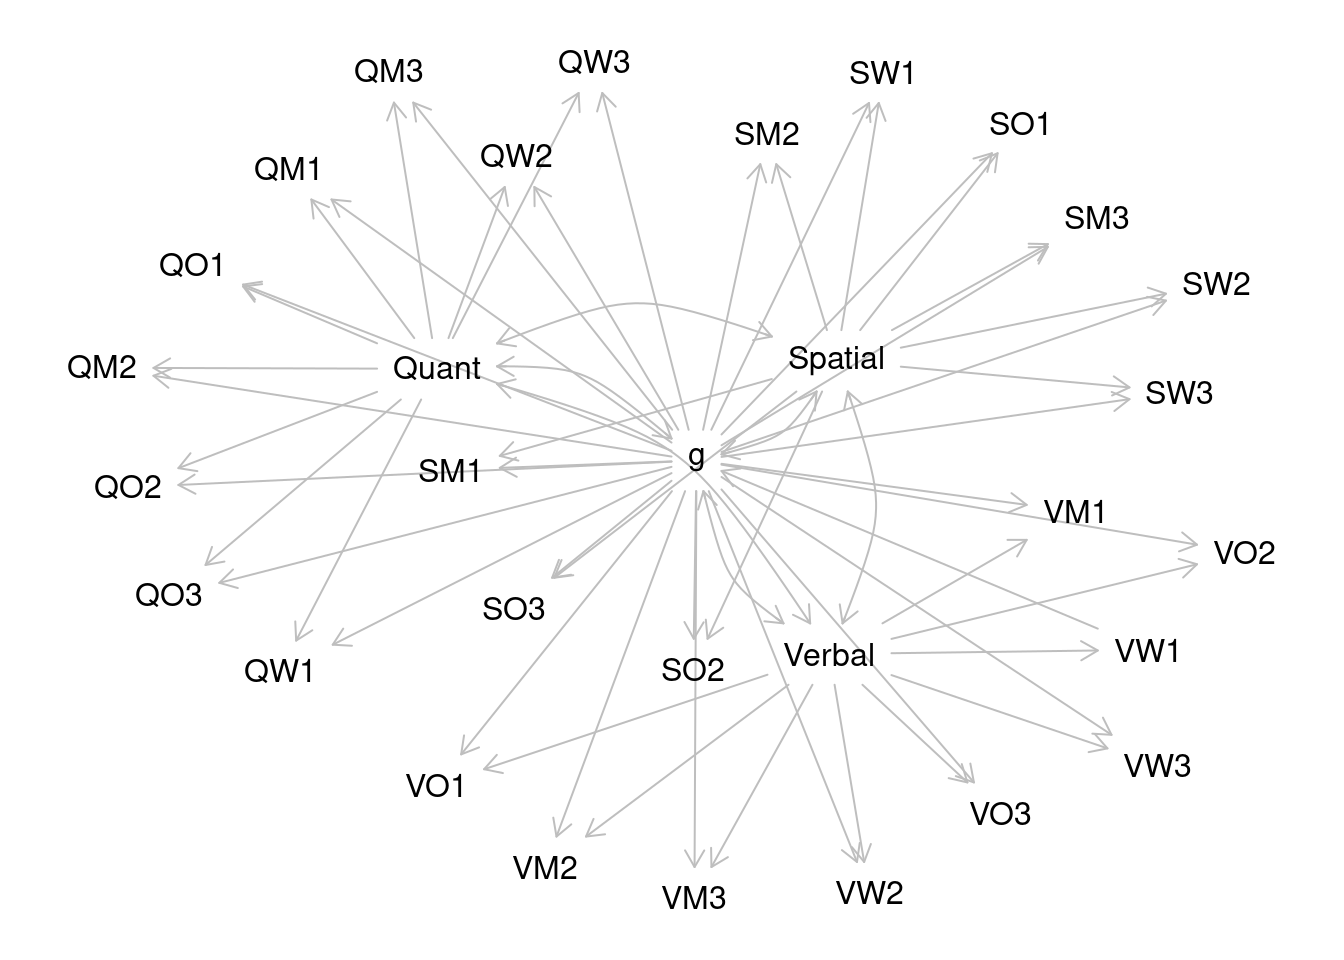 QW3
QM3
SW1
SO1
SM2
QW2
QM1
SM3
QO1
SW2
Spatial
QM2
Quant
SW3
g
SM1
QO2
VM1
VO2
QO3
SO3
VW1
Verbal
QW1
SO2
VW3
VO1
VO3
VM2
VW2
VM3